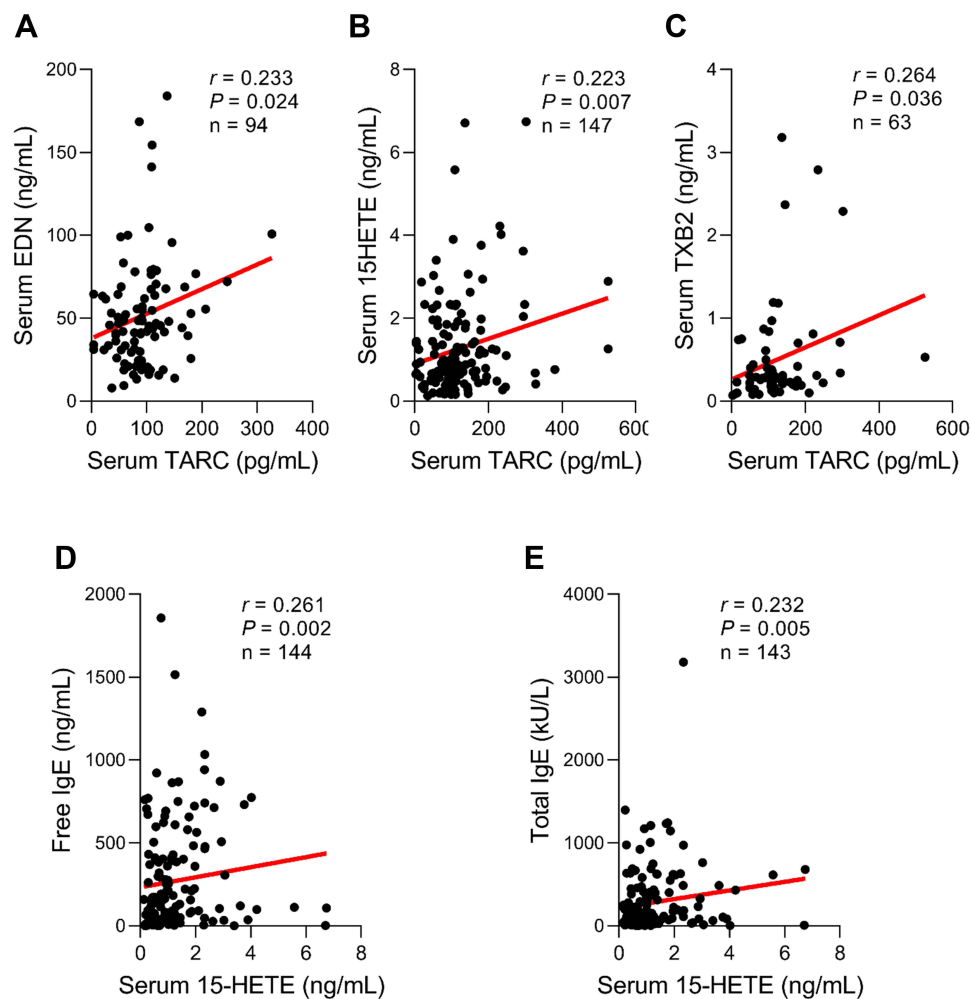 A
B
C
r = 0.233
P = 0.024
n = 94
r = 0.223
P = 0.007
n = 147
r = 0.264
P = 0.036
n = 63
Serum EDN (ng/mL)
200
150
100
50
0
0 100 200 300 400
Serum TARC (pg/mL)
Serum 15HETE (ng/mL)
8
6
4
2
0
0 200 400 600
Serum TARC (pg/mL)
Serum TXB2 (ng/mL)
4
3
2
1
0
0 200 400 600
Serum TARC (pg/mL)
D
E
r = 0.261
P = 0.002
n = 144
r = 0.232
P = 0.005
n = 143
Free IgE (ng/mL)
2000
1500
1000
500
0
0 2 4 6 8
Serum 15-HETE (ng/mL)
Total IgE (kU/L)
4000
3000
2000
1000
0
0 2 4 6 8
Serum 15-HETE (ng/mL)